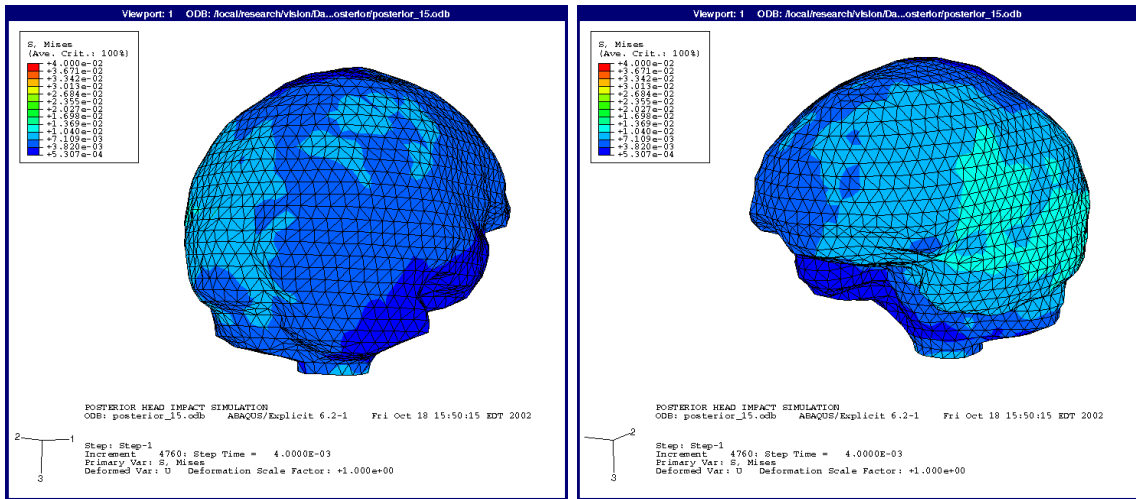 Viewport: 1 ODB: /local/research/vision/Da...osterior/posterior_15.odb
S, Mises
(Ave. Crit.: 100%)
+4.000e-02
+3.671e-02
+3.342e-02
+3.013e-02
+2.684e-02
+2.355e-02
+2.027e-02
+1.698e-02
+1.369e-02
+1.040e-02
+7.109e-03
+3.820e-03
+5.307e-04
POSTERIOR HEAD IMPACT SIMULATION
ODB: posterior_15.odb ABAQUS/Explicit 6.2-1 Fri Oct 18 15:50:15 EDT 2002
2
1
3
Step: Step-1
Increment 4760: Step Time = 4.0000E-03
Primary Var: S, Mises
Deformed Var: U Deformation Scale Factor: +1.000e+00
Viewport: 1 ODB: /local/research/vision/Da...osterior/posterior_15.odb
S, Mises
(Ave. Crit.: 100%)
+4.000e-02
+3.671e-02
+3.342e-02
+3.013e-02
+2.684e-02
+2.355e-02
+2.027e-02
+1.698e-02
+1.369e-02
+1.040e-02
+7.109e-03
+3.820e-03
+5.307e-04
POSTERIOR HEAD IMPACT SIMULATION
ODB: posterior_15.odb ABAQUS/Explicit 6.2-1 Fri Oct 18 15:50:15 EDT 2002
2
3
Step: Step-1
Increment 4760: Step Time = 4.0000E-03
Primary Var: S, Mises
Deformed Var: U Deformation Scale Factor: +1.000e+00